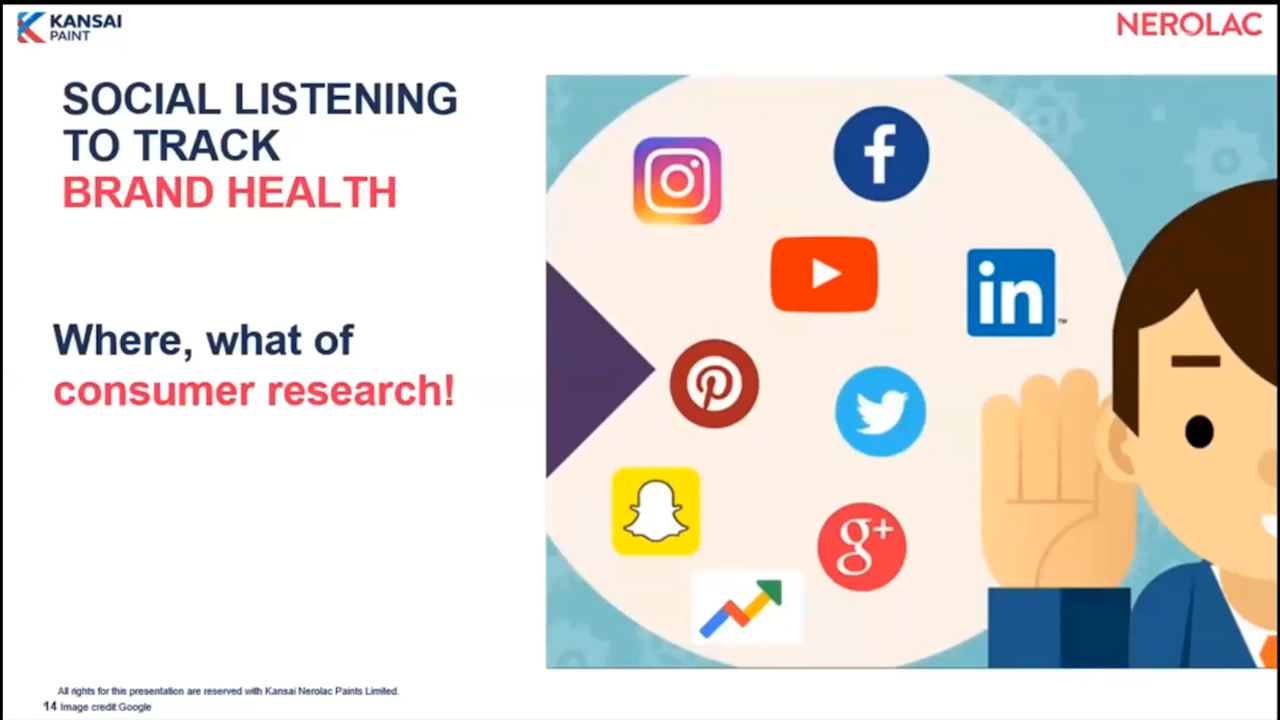 KANSAI
PAINT
NEROLAC
SOCIAL LISTENING
TO TRACK
BRAND HEALTH
Where, what of
consumer research!
f
in
TM
g+
All rights for this presentation are reserved with Kansai Nerolac Paints Limited.
14 Image credit:Google